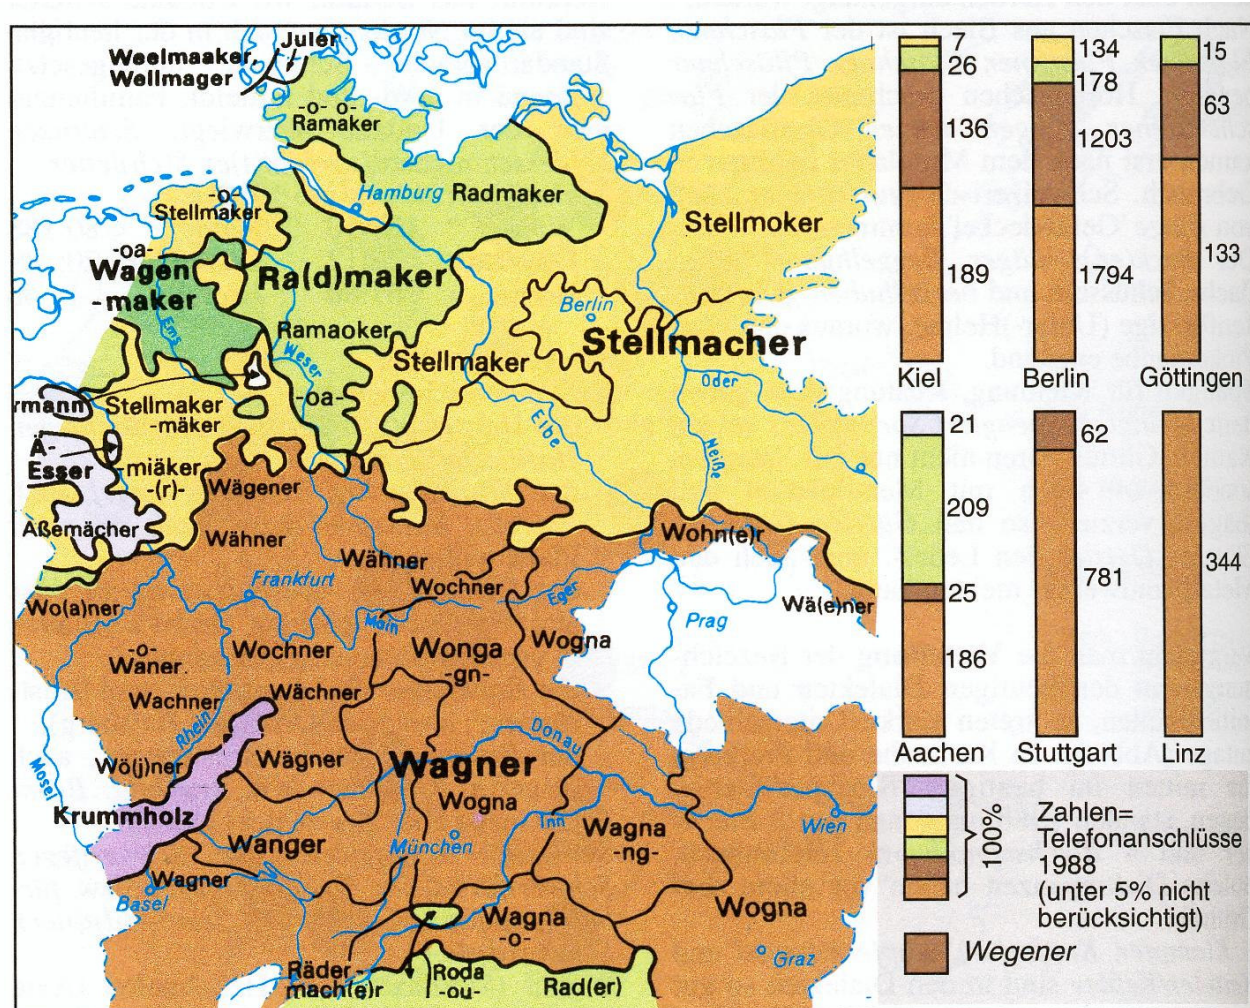 Weelmaaker,
Wellmager
Juler
-o- o-
Ramaker
Hamburg
Radmaker
-o-
Stellmaker
Stellmoker
-oa-
Wagen
-maker
Ra(d)maker
Berlin
Stellmacher
Ems
Weser
Ramaoker
Stellmaker
Oder
-oa-
Elbe
Neiße
rmann
Stellmaker
-mäker
Ä-
Esser
-miäker
-(r)-
Wägener
Aßemächer
Wähner
Wähner
Wochner
Wohn(e)r
Frankfurt
Eger
Wä(e)ner
Wo(a)ner
Main
Prag
-o-
Waner
Wochner
Wonga
-gn-
Wogna
Wachner
Wächner
Rhein
Mosel
Wö(j)ner
Wägner
Donau
Wagner
Krummholz
Wogna
Inn
Wagna
-ng-
Wien
Wanger
München
Wagner
Basel
Wogna
Wagna
-o-
Graz
Räder-
mach(e)r
Roda
-ou-
Rad(er)
7
26
136
189
Kiel
134
178
1203
1794
Berlin
15
63
133
Göttingen
21
209
25
186
Aachen
62
781
Stuttgart
344
Linz
100%
Zahlen=
Telefonanschlüsse
1988
(unter 5% nicht
berücksichtigt)
Wegener